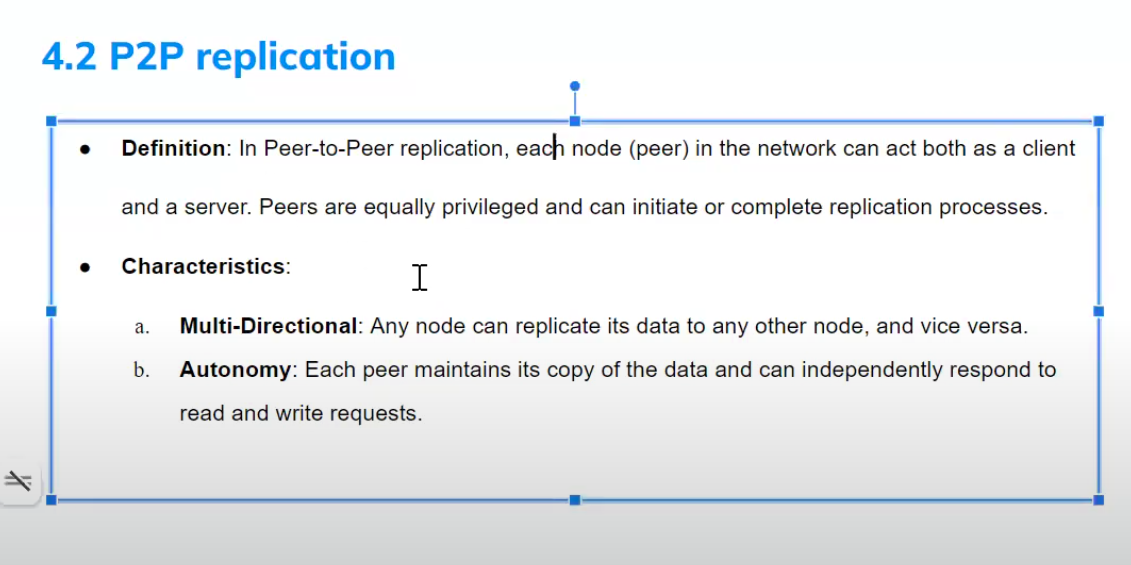 4.2 P2P replication
● Definition: In Peer-to-Peer replication, each node (peer) in the network can act both as a client
and a server. Peers are equally privileged and can initiate or complete replication processes.
● Characteristics:
a. Multi-Directional: Any node can replicate its data to any other node, and vice versa.
b. Autonomy: Each peer maintains its copy of the data and can independently respond to
read and write requests.